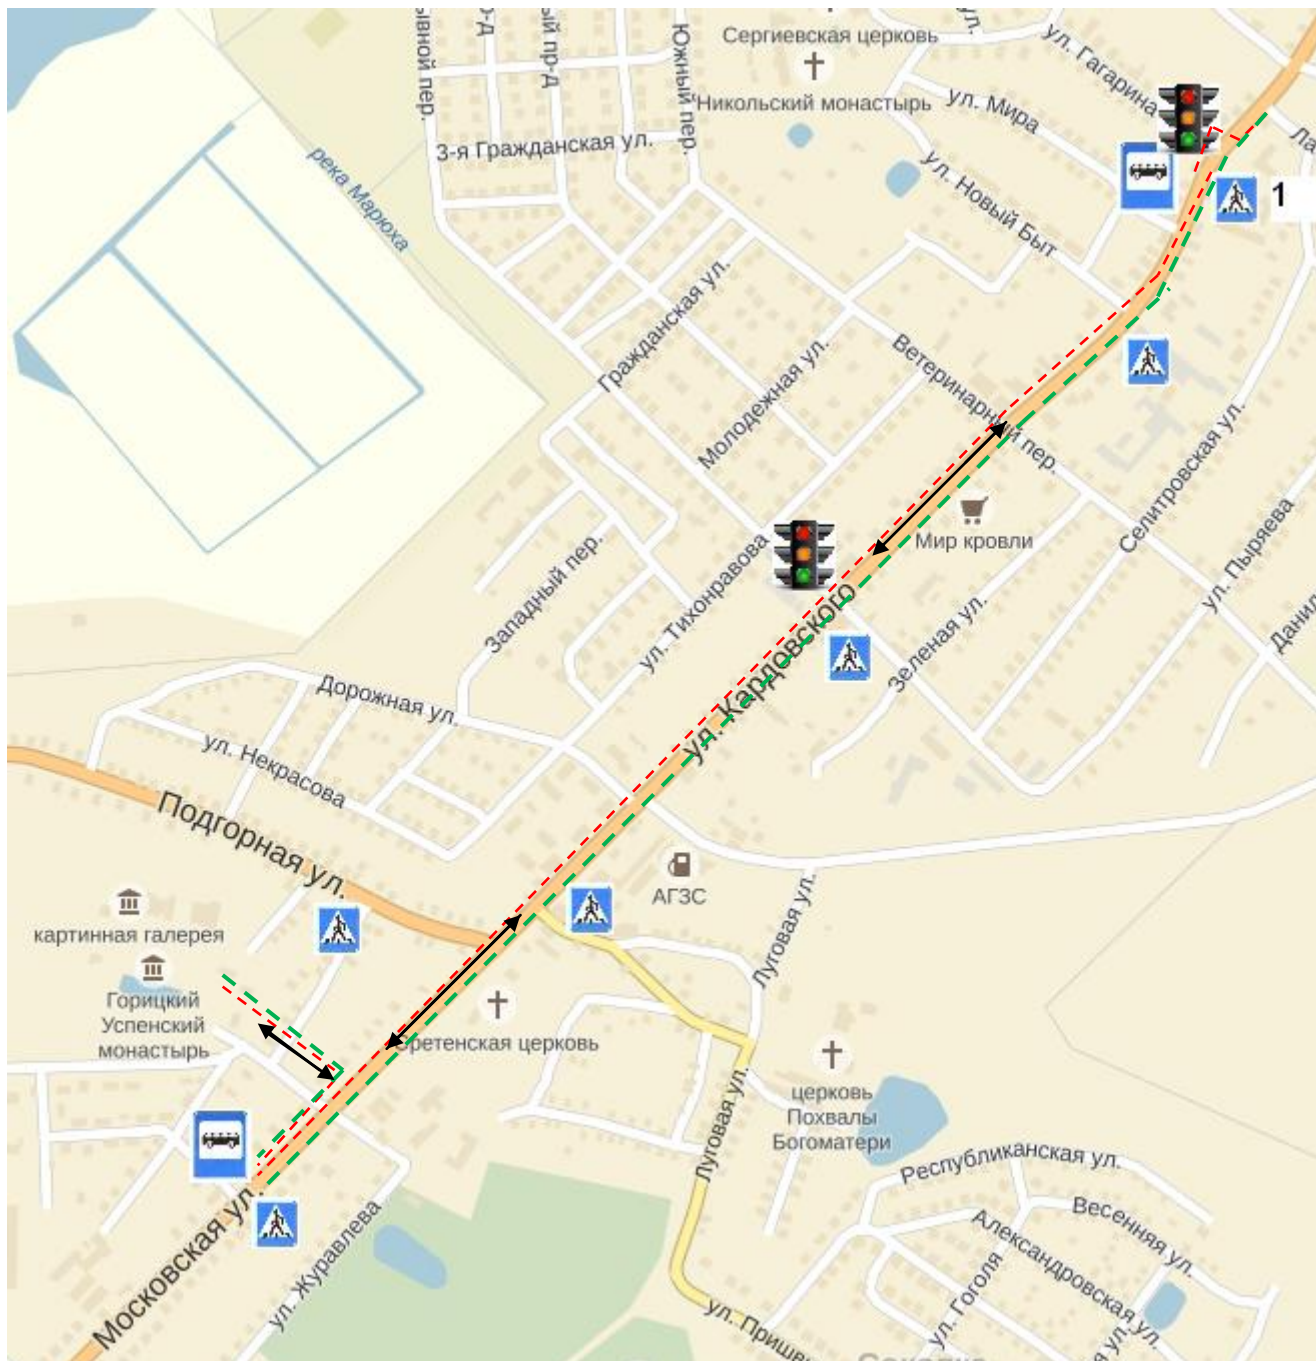 Сергиевская церковь
ул. Гагарина
Южный пер.
Никольский монастырь
ул. Мира
3-я Гражданская ул.
река Марюха
ул. Новый Быт
1
Гражданская ул.
Молодежная ул.
Ветеринарный пер.
Мир кровли
Селитровская ул.
ул. Пыряева
Западный пер.
ул. Тихонравова
Зеленая ул.
ул. Кардовского
Дорожная ул.
ул. Некрасова
Подгорная ул.
АГЗС
картинная галерея
Луговая ул.
Горицкий
Успенский
монастырь
Сретенская церковь
церковь
Похвалы
Богоматери
Луговая ул.
Республиканская ул.
Весенняя ул.
Александровская ул.
ул. Гоголя
Московская ул.
ул. Журавлева